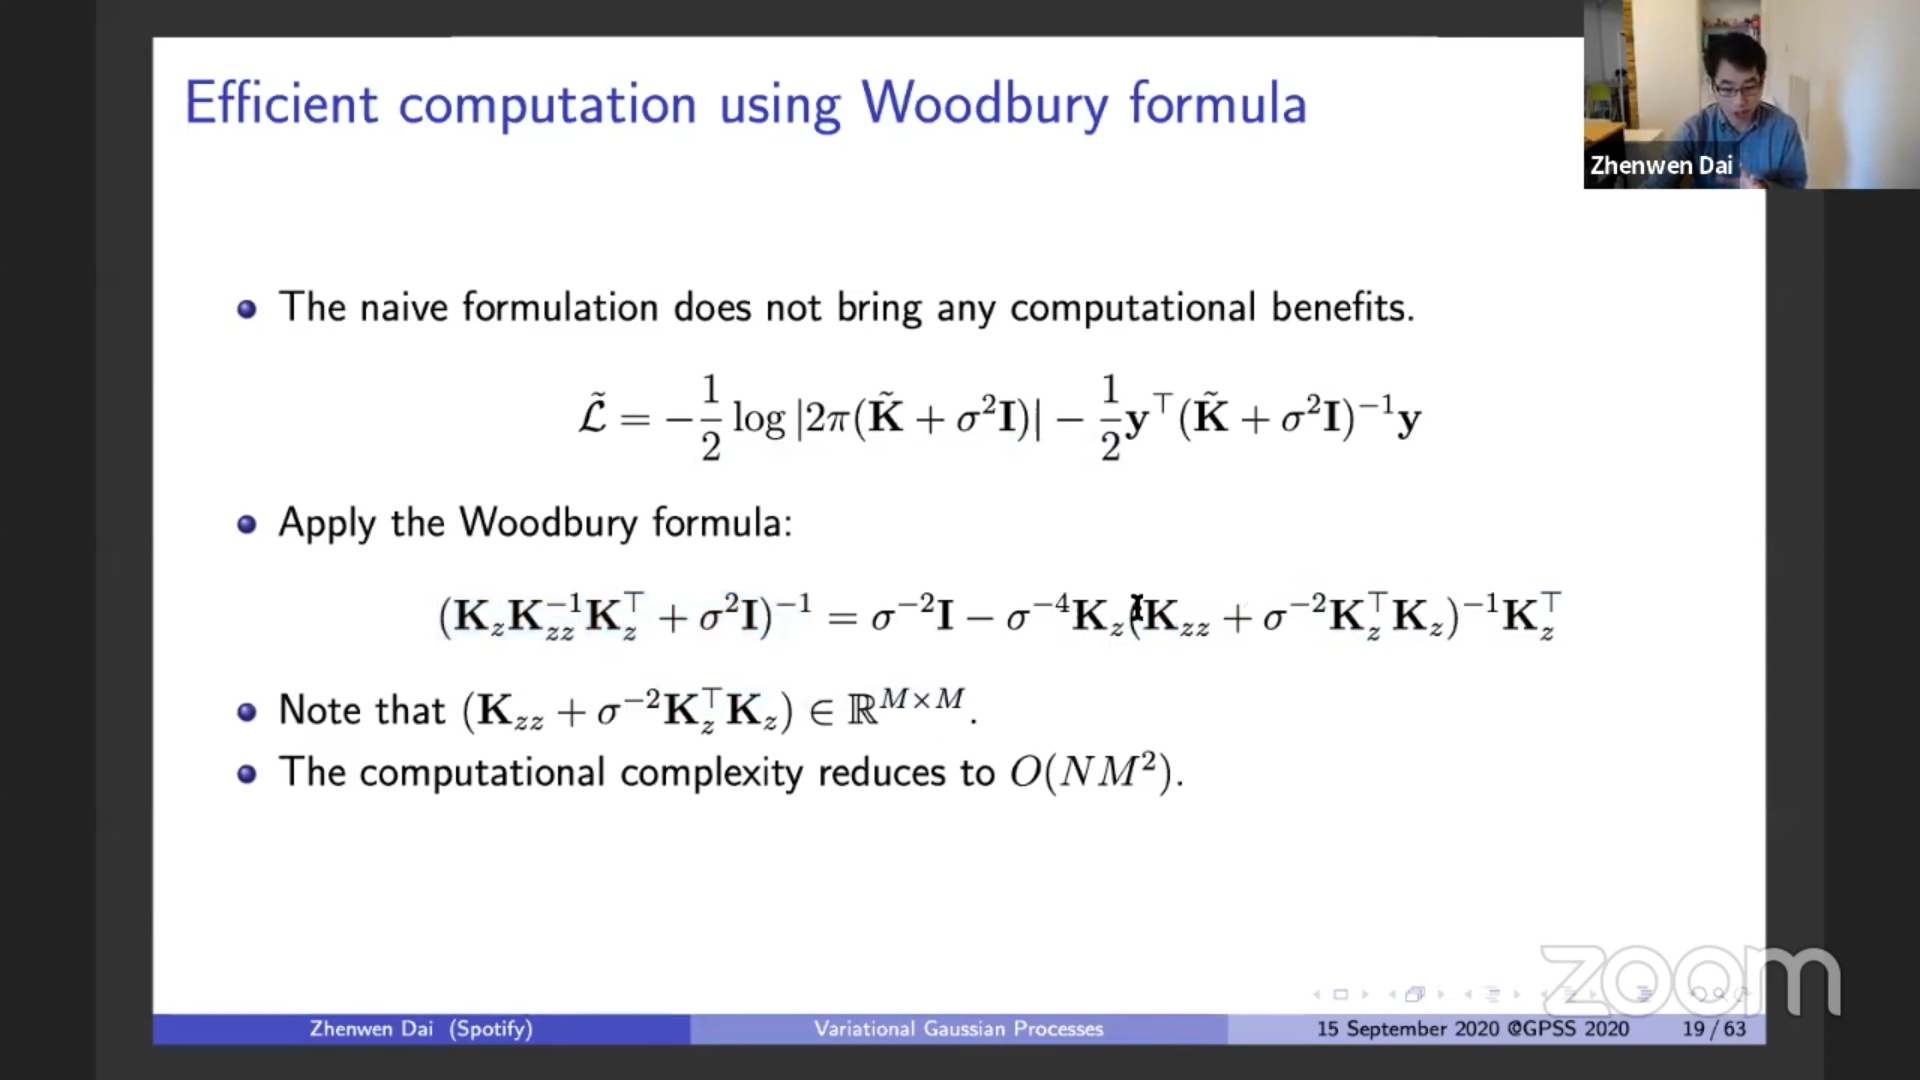 Efficient computation using Woodbury formula
Zhenwen Dai
The naive formulation does not bring any computational benefits.
$\tilde{\mathcal{L}} = -\frac{1}{2} \log |2\pi(\tilde{\mathbf{K}} + \sigma^2\mathbf{I})| - \frac{1}{2}\mathbf{y}^\top(\tilde{\mathbf{K}} + \sigma^2\mathbf{I})^{-1}\mathbf{y}$
Apply the Woodbury formula:
$(\mathbf{K}_z\mathbf{K}_{zz}^{-1}\mathbf{K}_z^\top + \sigma^2\mathbf{I})^{-1} = \sigma^{-2}\mathbf{I} - \sigma^{-4}\mathbf{K}_z(\mathbf{K}_{zz} + \sigma^{-2}\mathbf{K}_z^\top\mathbf{K}_z)^{-1}\mathbf{K}_z^\top$
Note that $(\mathbf{K}_{zz} + \sigma^{-2}\mathbf{K}_z^\top\mathbf{K}_z) \in \mathbb{R}^{M \times M}$.
The computational complexity reduces to $O(NM^2)$.
zoom
Zhenwen Dai (Spotify) Variational Gaussian Processes 15 September 2020 @GPSS 2020 19 / 63